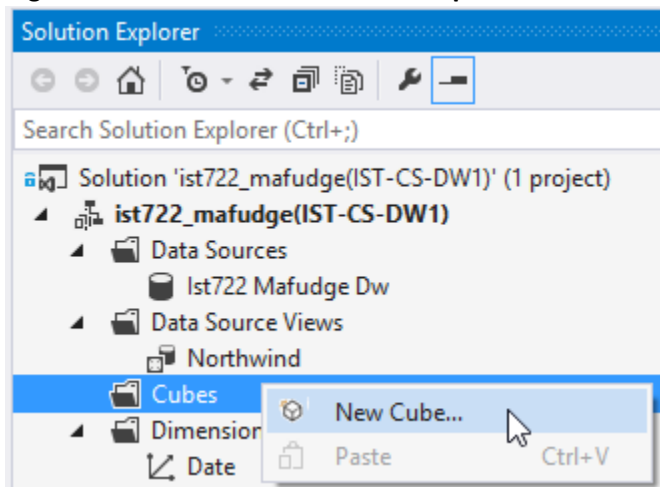 Solution Explorer
Search Solution Explorer (Ctrl+;)
Solution 'ist722_mafudge(IST-CS-DW1)' (1 project)
ist722_mafudge(IST-CS-DW1)
Data Sources
Ist722 Mafudge Dw
Data Source Views
Northwind
Cubes
New Cube...
Dimension
Paste Ctrl+V
Date